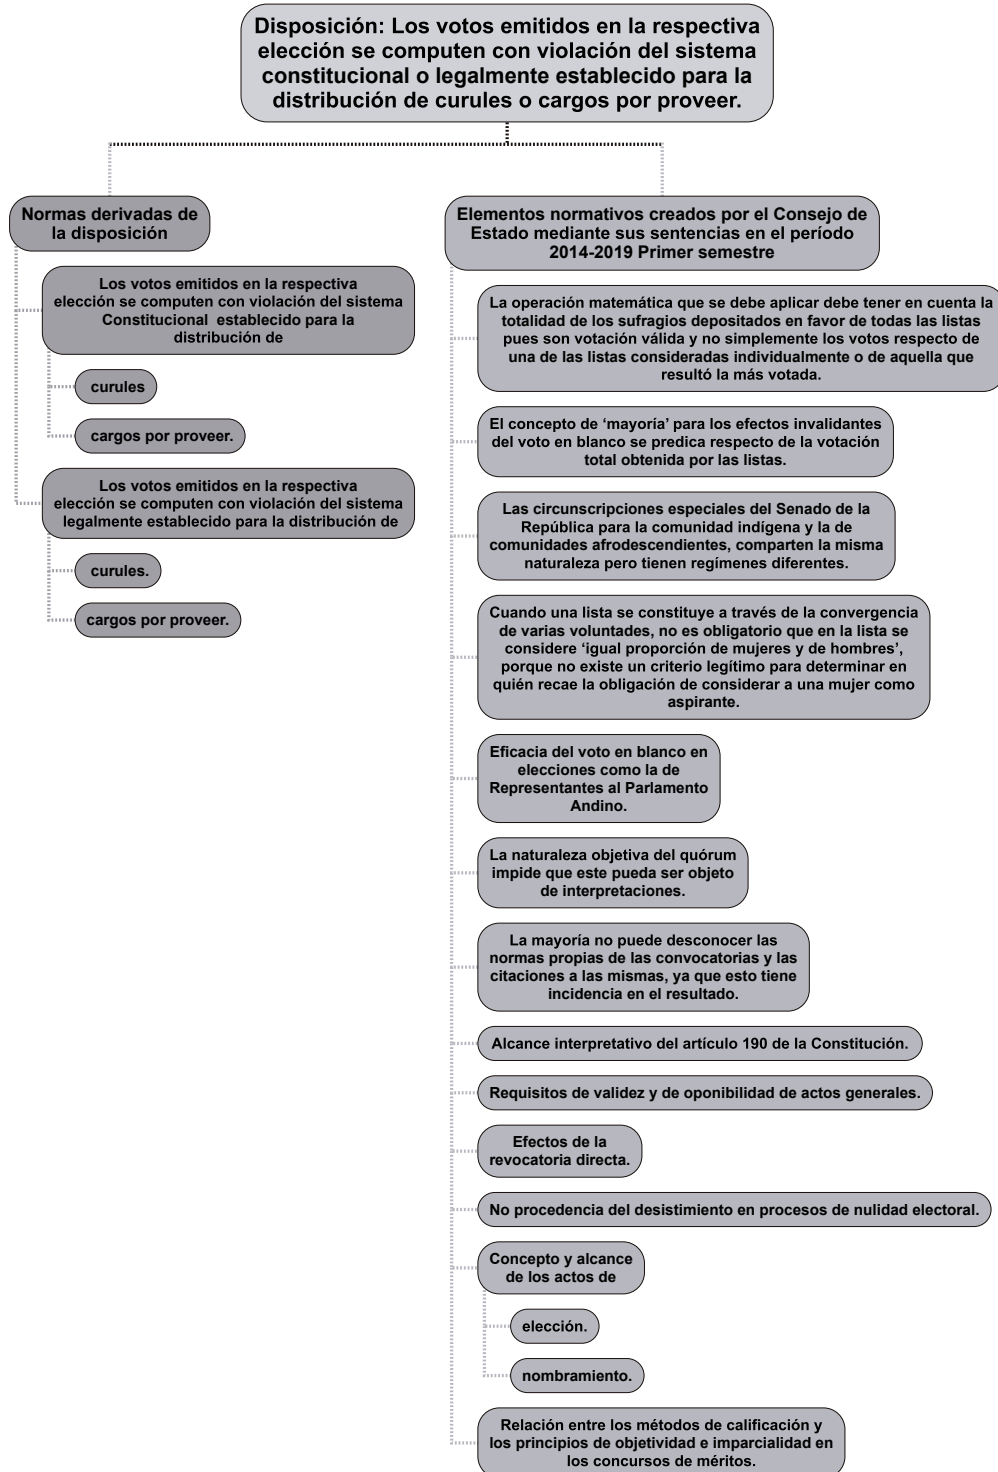 Disposición: Los votos emitidos en la respectiva
elección se computen con violación del sistema
constitucional o legalmente establecido para la
distribución de curules o cargos por proveer.
Normas derivadas de
la disposición
Los votos emitidos en la respectiva
elección se computen con violación del sistema
Constitucional establecido para la
distribución de
curules
cargos por proveer.
Los votos emitidos en la respectiva
elección se computen con violación del sistema
legalmente establecido para la distribución de
curules.
cargos por proveer.
Elementos normativos creados por el Consejo de
Estado mediante sus sentencias en el período
2014-2019 Primer semestre
La operación matemática que se debe aplicar debe tener en cuenta la
totalidad de los sufragios depositados en favor de todas las listas
pues son votación válida y no simplemente los votos respecto de
una de las listas consideradas individualmente o de aquella que
resultó la más votada.
El concepto de ‘mayoría’ para los efectos invalidantes
del voto en blanco se predica respecto de la votación
total obtenida por las listas.
Las circunscripciones especiales del Senado de la
República para la comunidad indígena y la de
comunidades afrodescendientes, comparten la misma
naturaleza pero tienen regímenes diferentes.
Cuando una lista se constituye a través de la convergencia
de varias voluntades, no es obligatorio que en la lista se
considere ‘igual proporción de mujeres y de hombres’,
porque no existe un criterio legítimo para determinar en
quién recae la obligación de considerar a una mujer como
aspirante.
Eficacia del voto en blanco en
elecciones como la de
Representantes al Parlamento
Andino.
La naturaleza objetiva del quórum
impide que este pueda ser objeto
de interpretaciones.
La mayoría no puede desconocer las
normas propias de las convocatorias y las
citaciones a las mismas, ya que esto tiene
incidencia en el resultado.
Alcance interpretativo del artículo 190 de la Constitución.
Requisitos de validez y de oponibilidad de actos generales.
Efectos de la
revocatoria directa.
No procedencia del desistimiento en procesos de nulidad electoral.
Concepto y alcance
de los actos de
elección.
nombramiento.
Relación entre los métodos de calificación y
los principios de objetividad e imparcialidad en
los concursos de méritos.